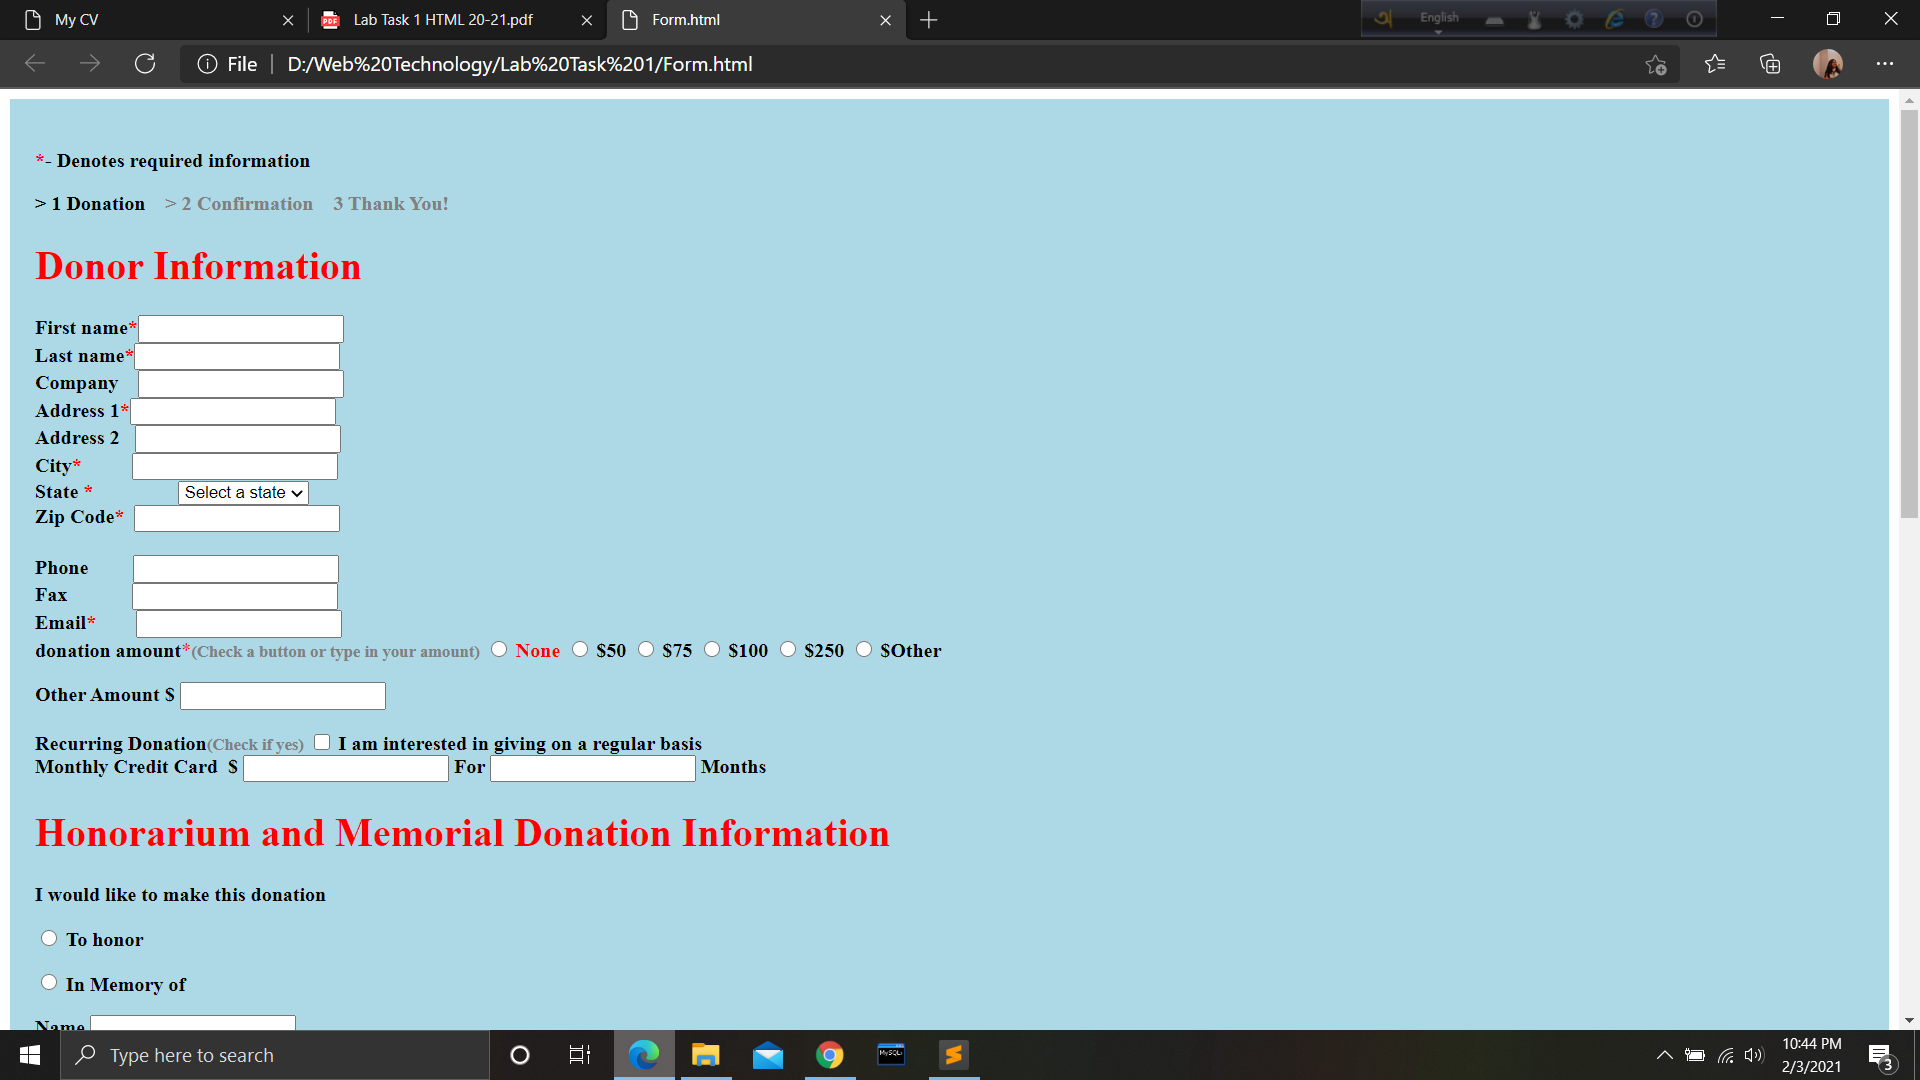 My CV
Lab Task 1 HTML 20-21.pdf
Form.html
English
File
D:/Web%20Technology/Lab%20Task%201/Form.html
*- Denotes required information
> 1 Donation > 2 Confirmation 3 Thank You!
Donor Information
First name*
Last name*
Company
Address 1*
Address 2
City*
State * Select a state
Zip Code*
Phone
Fax
Email*
donation amount*(Check a button or type in your amount) None $50 $75 $100 $250 $Other
Other Amount $
Recurring Donation(Check if yes) I am interested in giving on a regular basis
Monthly Credit Card $ For Months
Honorarium and Memorial Donation Information
I would like to make this donation
To honor
In Memory of
Name
Type here to search
10:44 PM
2/3/2021
3